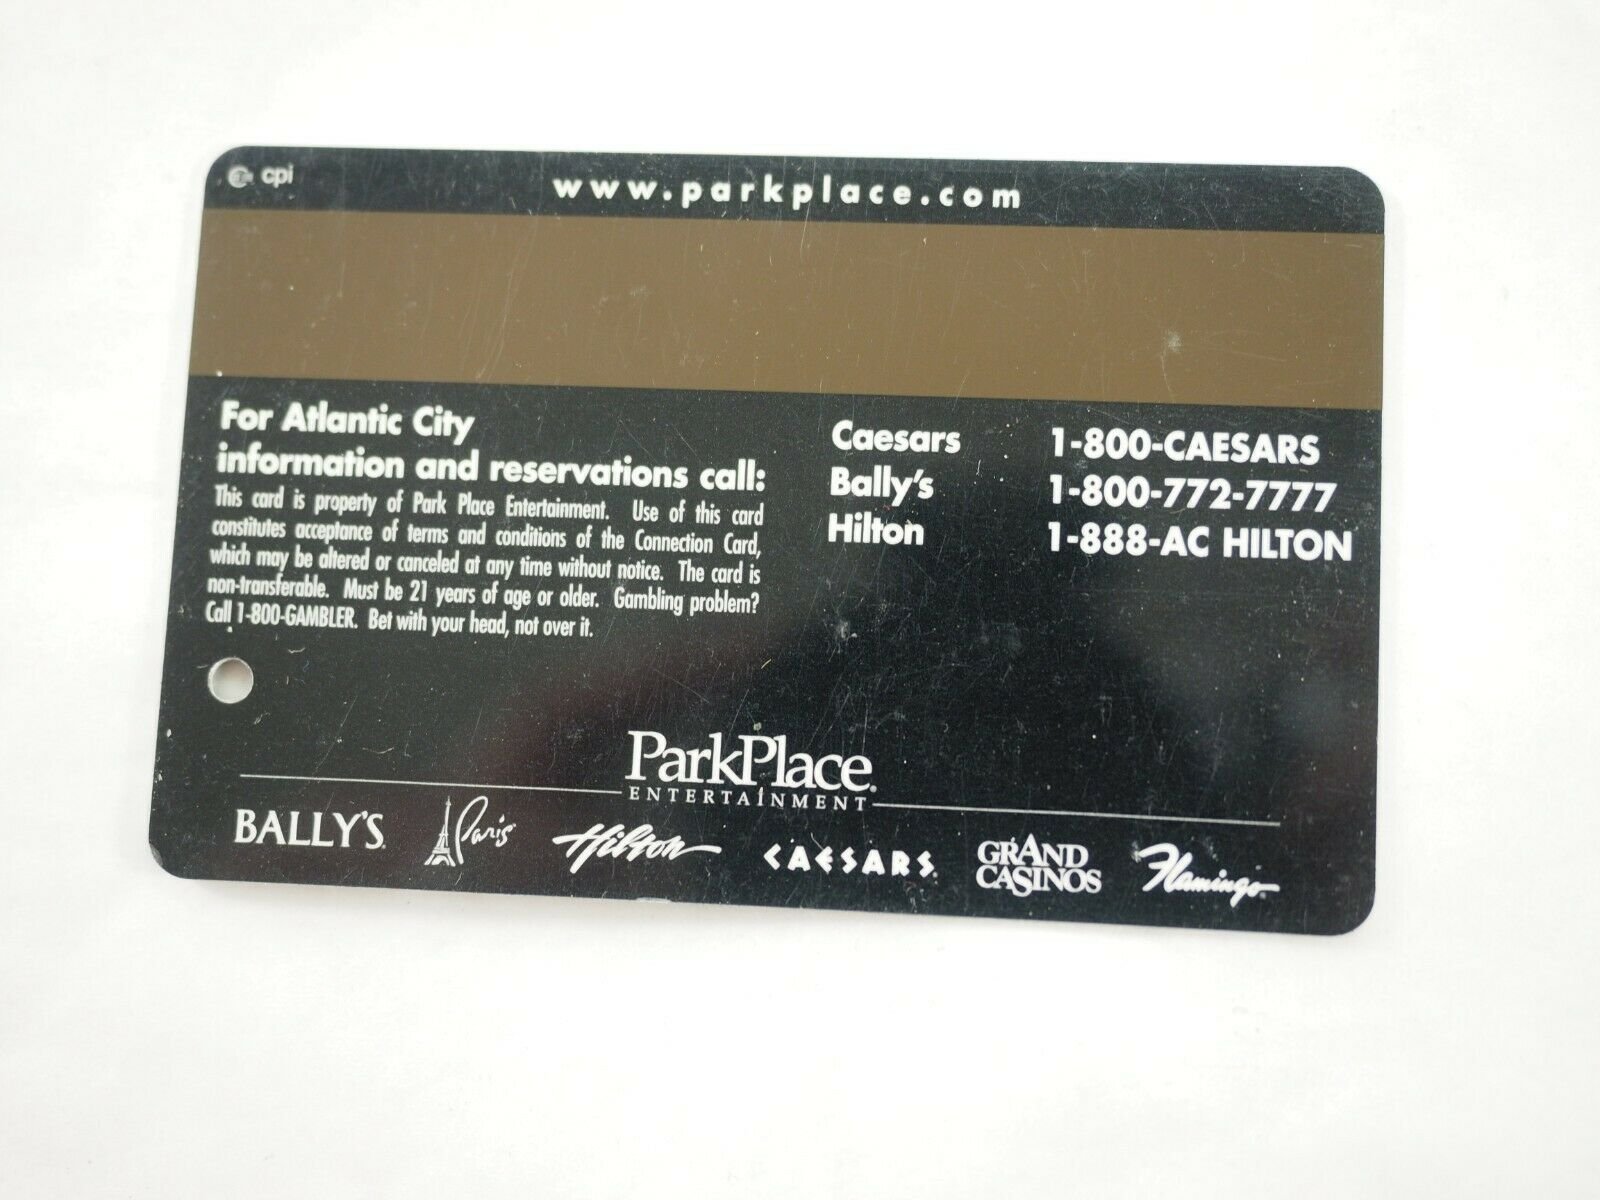 cpi
www.parkplace.com
For Atlantic City
information and reservations call:
This card is property of Park Place Entertainment. Use of this card
constitutes acceptance of terms and conditions of the Connection Card,
which may be altered or canceled at any time without notice. The card is
non-transferable. Must be 21 years of age or older. Gambling problem?
Call 1-800-GAMBLER. Bet with your head, not over it.
Caesars 1-800-CAESARS
Bally's 1-800-772-7777
Hilton 1-888-AC HILTON
ParkPlace
ENTERTAINMENT
BALLY'S Paris Hilton CAESARS GRAND CASINOS Flamingo